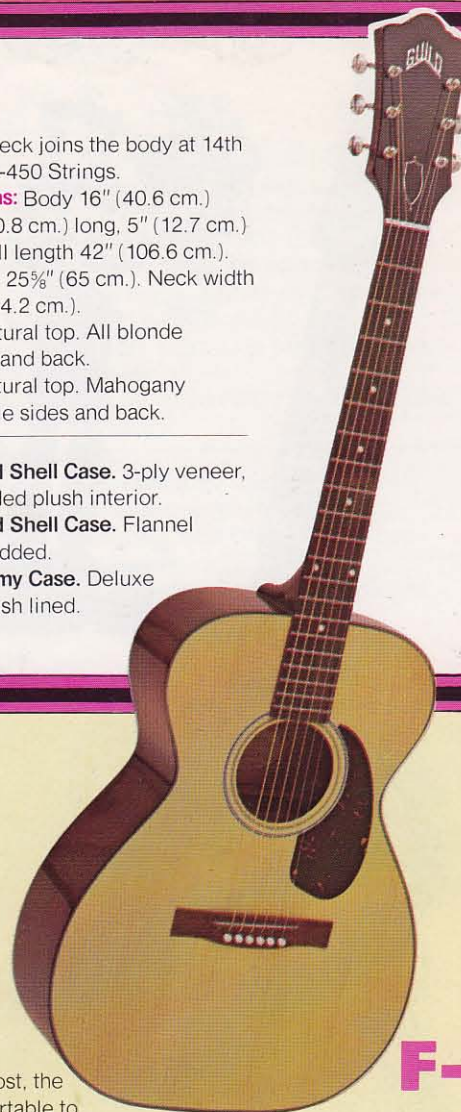 GUILD
eck joins the body at 14th
-450 Strings.
ns: Body 16" (40.6 cm.)
0.8 cm.) long, 5" (12.7 cm.)
ll length 42" (106.6 cm.).
25⅝" (65 cm.). Neck width
4.2 cm.).
tural top. All blonde
and back.
tural top. Mahogany
e sides and back.
l Shell Case. 3-ply veneer,
ded plush interior.
d Shell Case. Flannel
dded.
my Case. Deluxe
sh lined.
F-
ost, the
rtable to